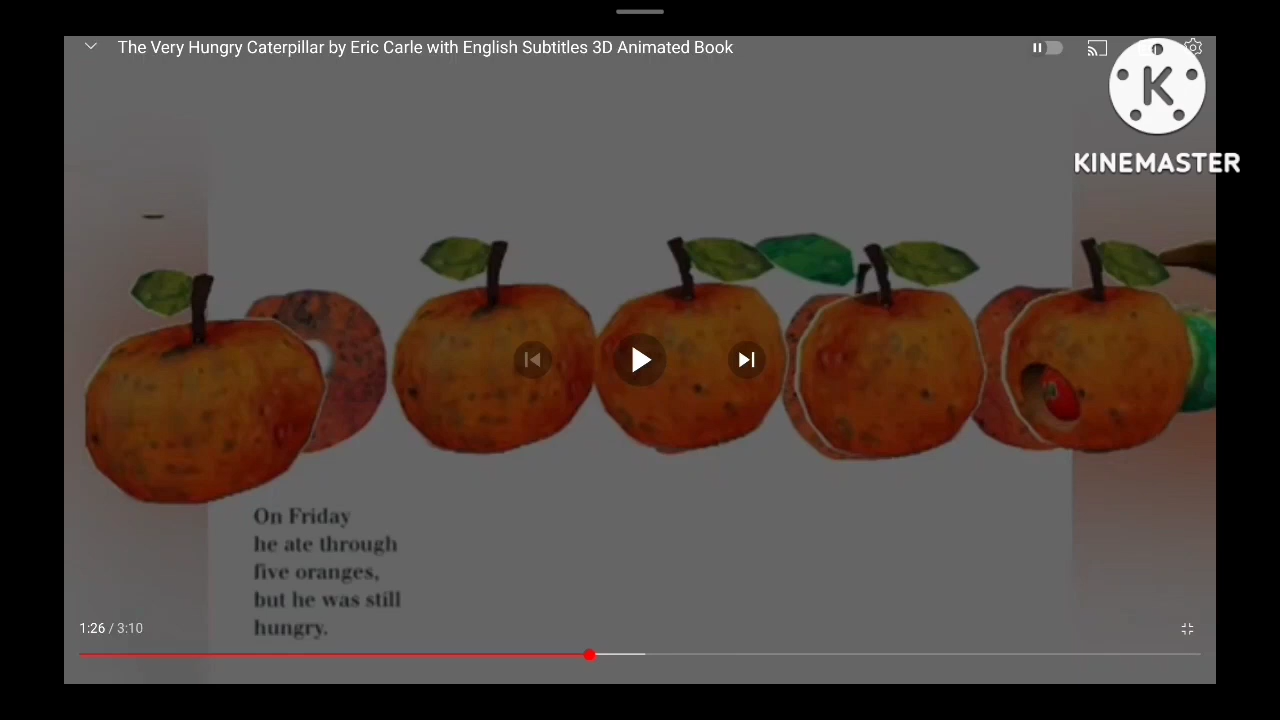 The Very Hungry Caterpillar by Eric Carle with English Subtitles 3D Animated Book
K
KINEMASTER
On Friday
he ate through
five oranges,
but he was still
hungry.
1:26 / 3:10